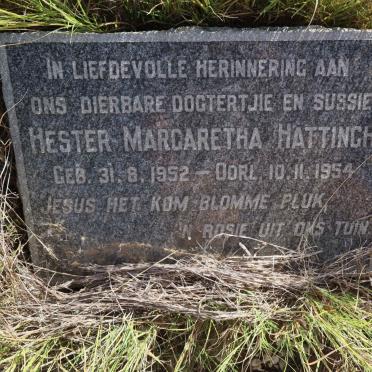 IN LIEFDEVOLLE HERINNERING AAN
ONS DIERBARE DOGTERTJIE EN SUSSIE
HESTER MARGARETHA HATTINGH
GEB. 31.8.1952 – OORL. 10.11.1954
JESUS HET KOM BLOMME PLUK
'N ROSIE UIT ONS TUIN